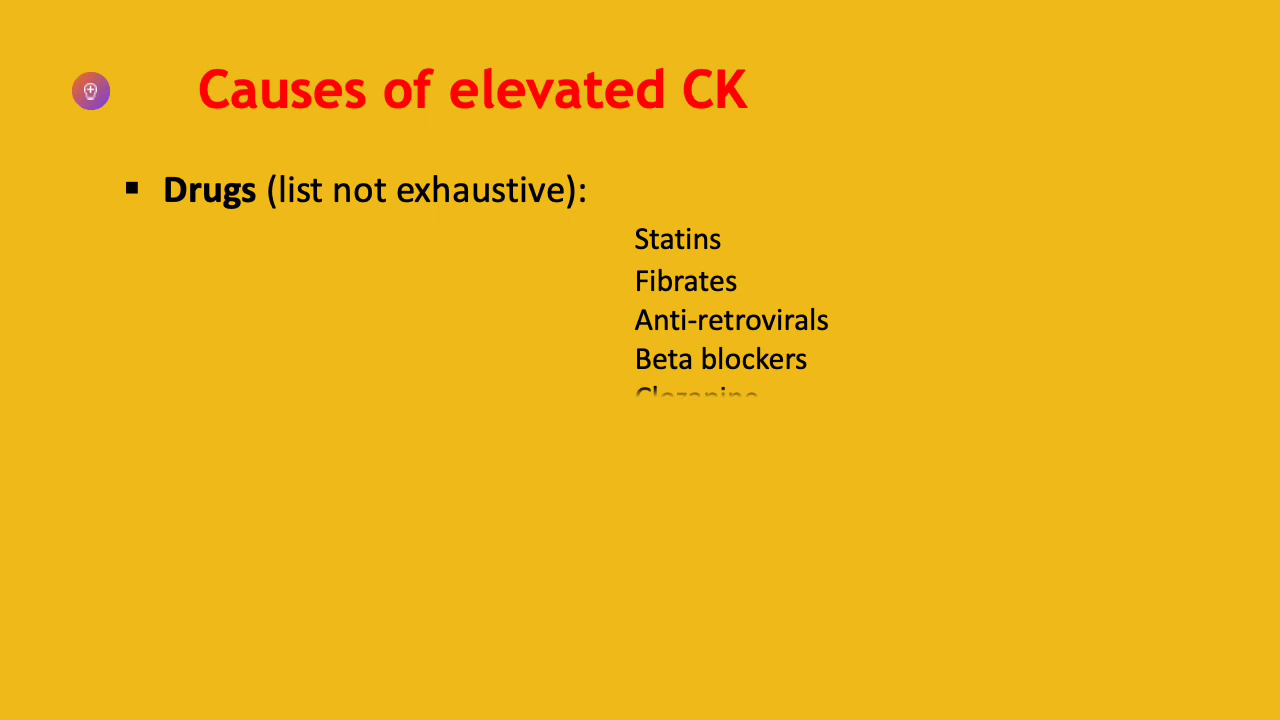 Causes of elevated CK
▪ Drugs (list not exhaustive):
Statins
Fibrates
Anti-retrovirals
Beta blockers
Clozapine